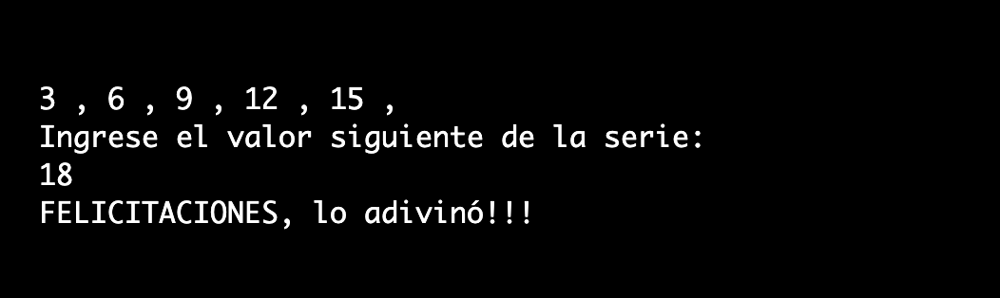 3 , 6 , 9 , 12 , 15 ,
Ingrese el valor siguiente de la serie:
18
FELICITACIONES, lo adivinó!!!